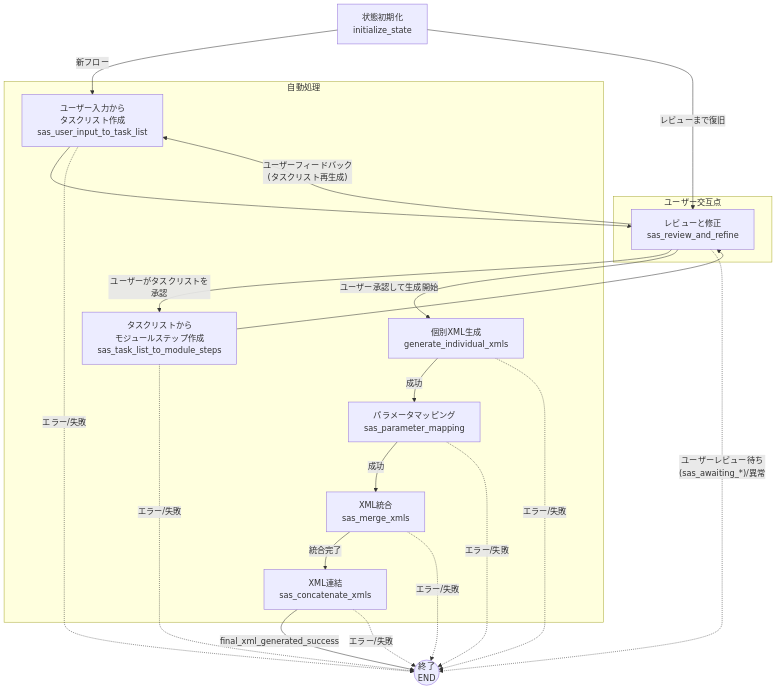 状態初期化
initialize_state
新フロー
自動処理
ユーザー入力から
タスクリスト作成
sas_user_input_to_task_list
レビューまで復旧
ユーザーフィードバック
(タスクリスト再生成)
ユーザー交互点
レビューと修正
sas_review_and_refine
ユーザーがタスクリストを
承認
ユーザー承認して生成開始
タスクリストから
モジュールステップ作成
sas_task_list_to_module_steps
個別XML生成
generate_individual_xmls
成功
パラメータマッピング
sas_parameter_mapping
エラー/失敗
成功
ユーザーレビュー待ち
(sas_awaiting_*)/異常
XML統合
sas_merge_xmls
エラー/失敗
エラー/失敗
統合完了
エラー/失敗
XML連結
sas_concatenate_xmls
エラー/失敗
final_xml_generated_success
エラー/失敗
終了
END